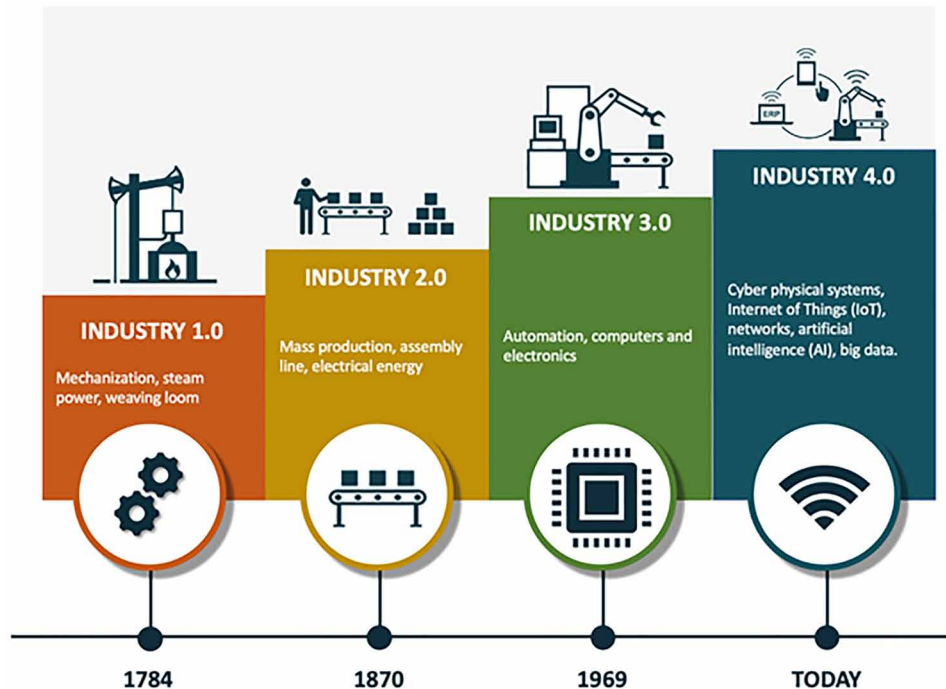 ERP
INDUSTRY 4.0
INDUSTRY 3.0
INDUSTRY 2.0
INDUSTRY 1.0
Mechanization, steam
power, weaving loom
Mass production, assembly
line, electrical energy
Automation, computers and
electronics
Cyber physical systems,
Internet of Things (IoT),
networks, artificial
intelligence (AI), big data.
1784
1870
1969
TODAY